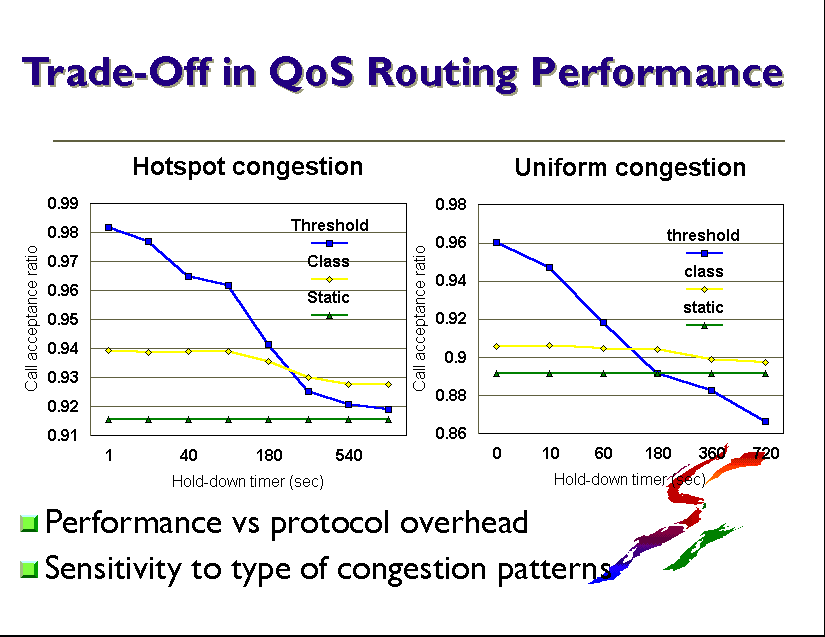 Trade-Off in QoS Routing Performance
Hotspot congestion
0.99
0.98
0.97
0.96
0.95
0.94
0.93
0.92
0.91
Call acceptance ratio
Threshold
Class
Static
1 40 180 540
Hold-down timer (sec)
Uniform congestion
0.98
0.96
0.94
0.92
0.9
0.88
0.86
Call acceptance ratio
threshold
class
static
0 10 60 180 360 720
Hold-down timer (sec)
Performance vs protocol overhead
Sensitivity to type of congestion patterns